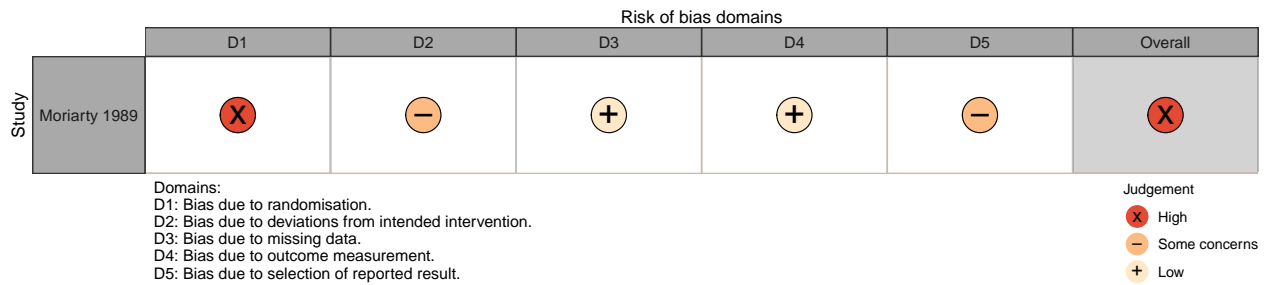 Risk of bias domains
D1 D2 D3 D4 D5 Overall
Study
Moriarty 1989 X – + + – X
Domains:
D1: Bias due to randomisation.
D2: Bias due to deviations from intended intervention.
D3: Bias due to missing data.
D4: Bias due to outcome measurement.
D5: Bias due to selection of reported result.
Judgement
X High
– Some concerns
+ Low